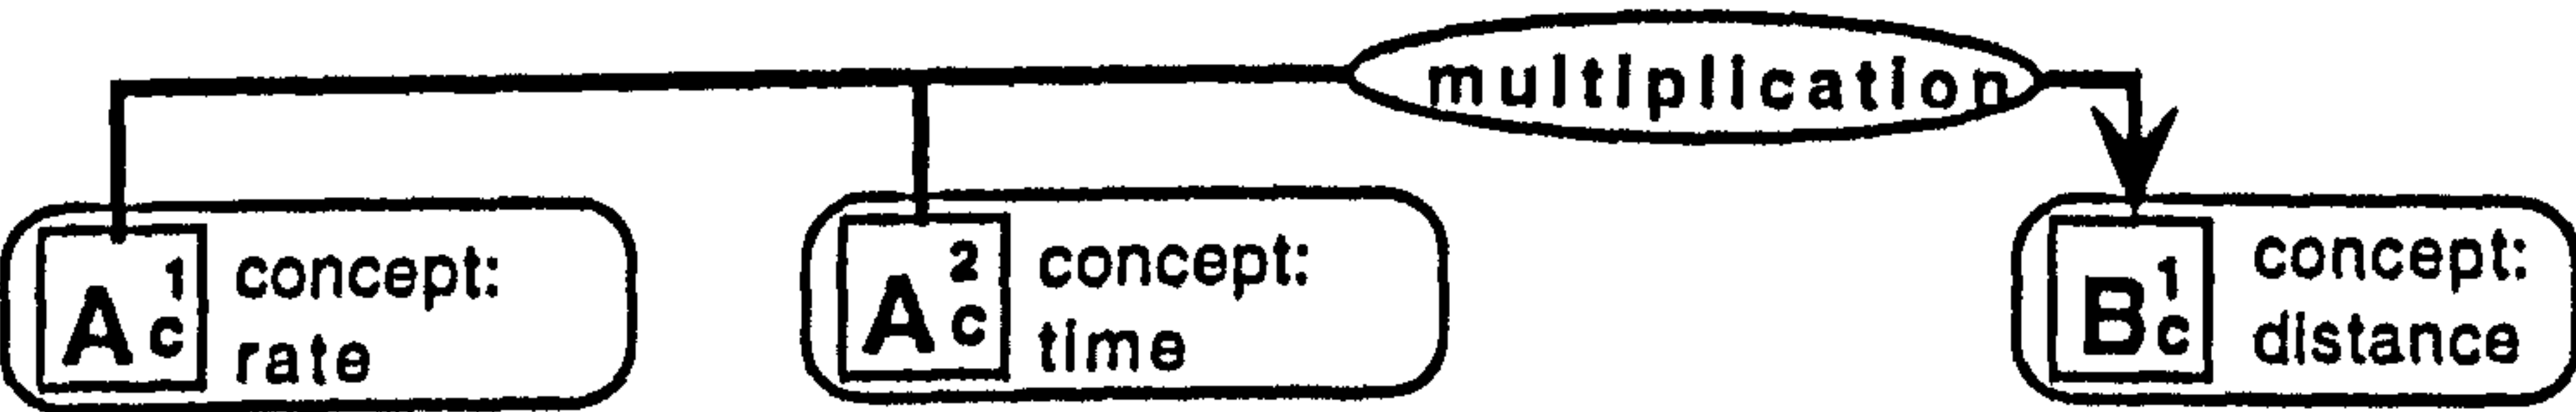 multiplication
A 1 c concept:
rate
A 2 c concept:
time
B 1 c concept:
distance